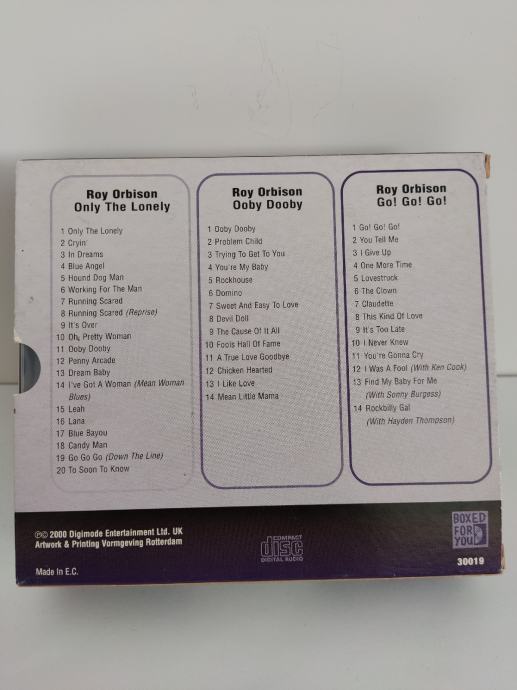 Roy Orbison
Only The Lonely
1 Only The Lonely
2 Cryin'
3 In Dreams
4 Blue Angel
5 Hound Dog Man
6 Working For The Man
7 Running Scared
8 Running Scared (Reprise)
9 It's Over
10 Oh, Pretty Woman
11 Ooby Dooby
12 Penny Arcade
13 Dream Baby
14 I've Got A Woman (Mean Woman
Blues)
15 Leah
16 Lana
17 Blue Bayou
18 Candy Man
19 Go Go Go (Down The Line)
20 To Soon To Know
Roy Orbison
Ooby Dooby
1 Ooby Dooby
2 Problem Child
3 Trying To Get To You
4 You're My Baby
5 Rockhouse
6 Domino
7 Sweet And Easy To Love
8 Devil Doll
9 The Cause Of It All
10 Fools Hall Of Fame
11 A True Love Goodbye
12 Chicken Hearted
13 I Like Love
14 Mean Little Mama
Roy Orbison
Go! Go! Go!
1 Go! Go! Go!
2 You Tell Me
3 I Give Up
4 One More Time
5 Lovestruck
6 The Clown
7 Claudette
8 This Kind Of Love
9 It's Too Late
10 I Never Knew
11 You're Gonna Cry
12 I Was A Fool (With Ken Cook)
13 Find My Baby For Me
(With Sonny Burgess)
14 Rockbilly Gal
(With Hayden Thompson)
℗© 2000 Digimode Entertainment Ltd. UK
Artwork & Printing Vormgeving Rotterdam
Made In E.C.
COMPACT
disc
DIGITAL AUDIO
BOXED
FOR
YOU
30019